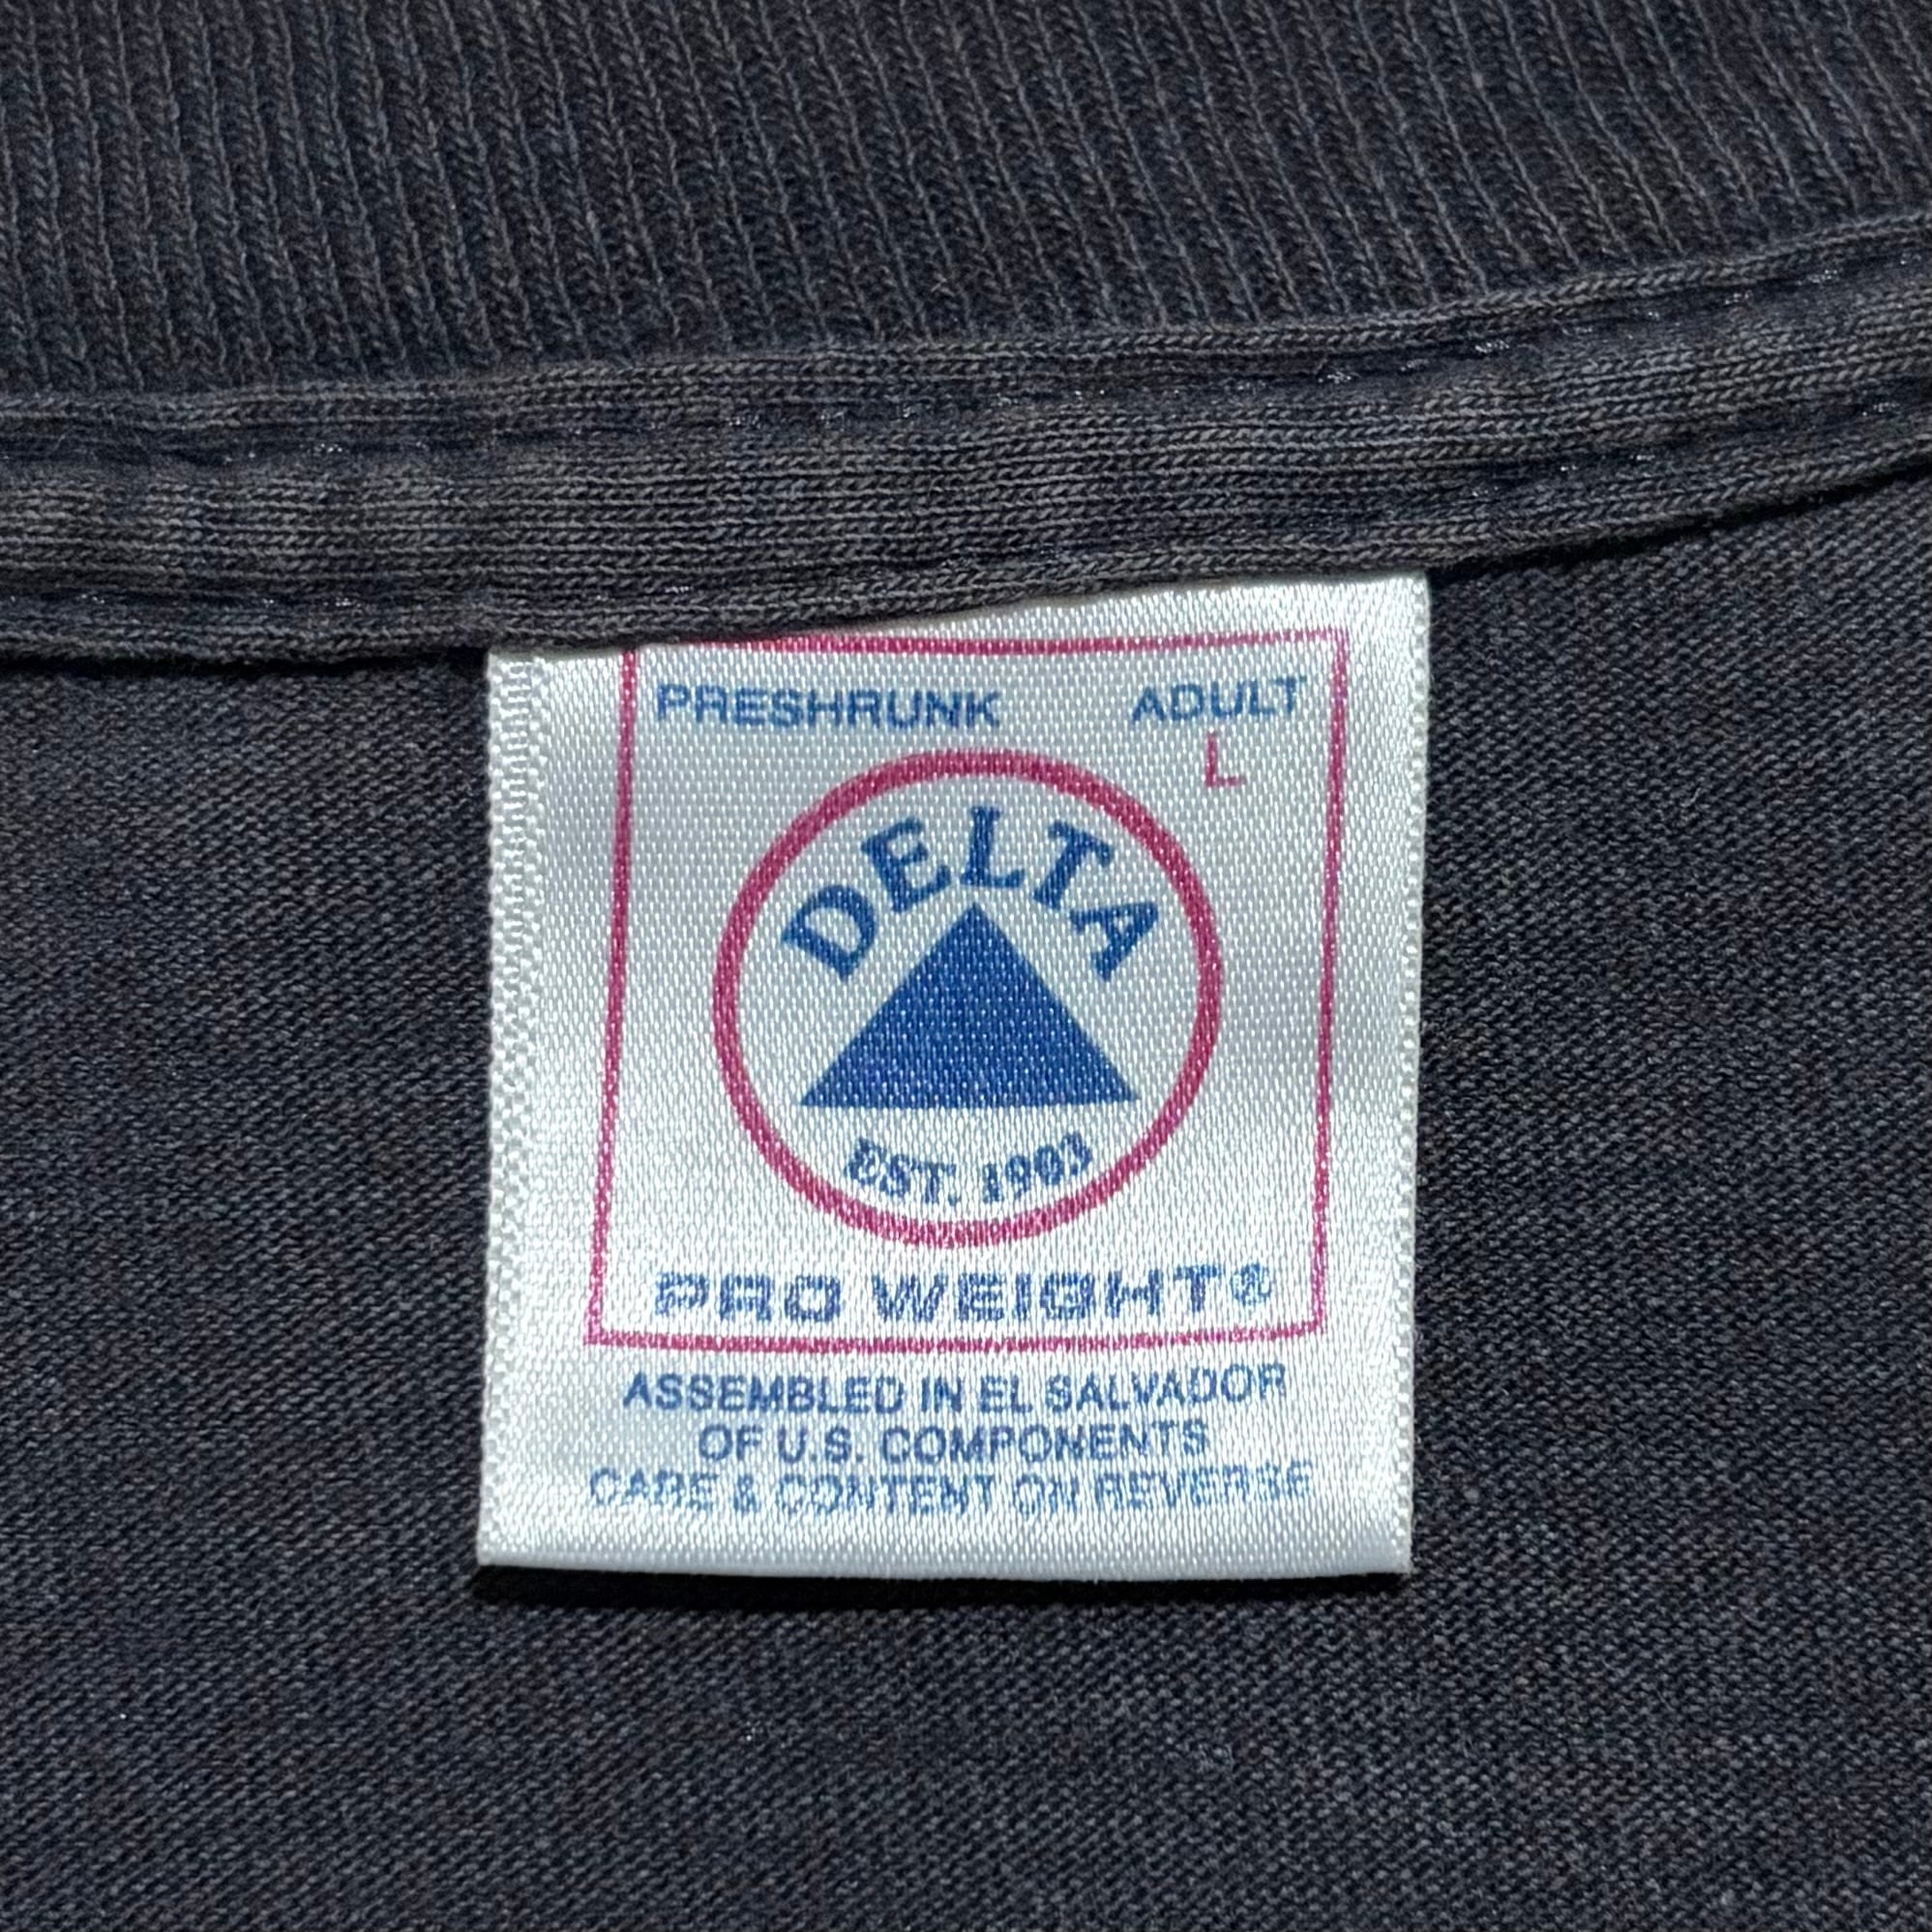 PRESHRUNK ADULT
L
DELTA
EST. 1903
PRO WEIGHT®
ASSEMBLED IN EL SALVADOR
OF U.S. COMPONENTS
CARE & CONTENT ON REVERSE